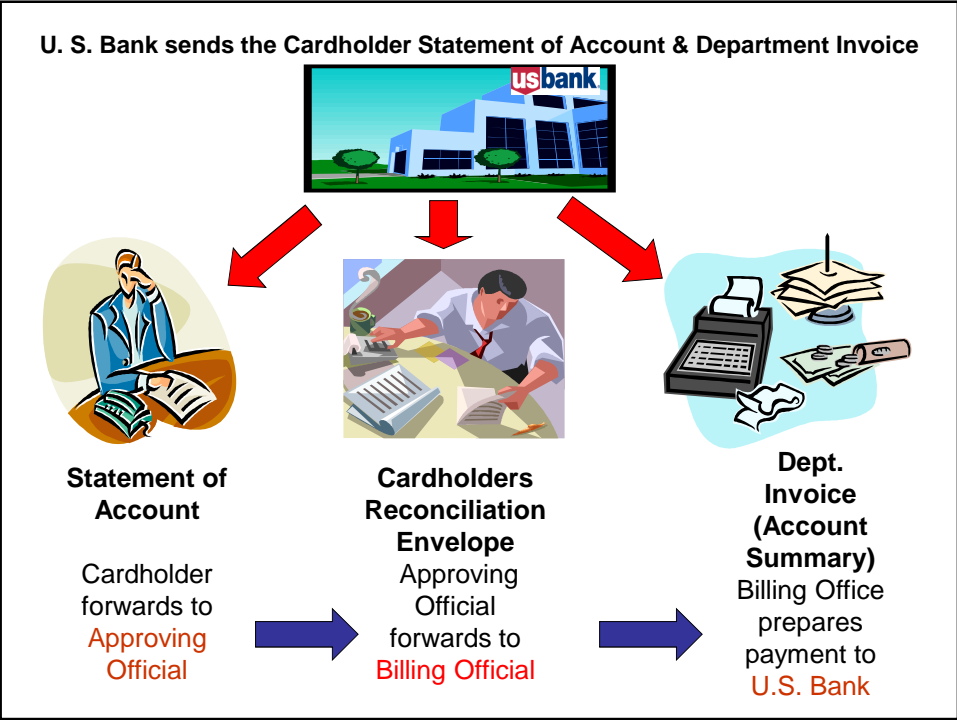 U. S. Bank sends the Cardholder Statement of Account & Department Invoice
usbank.
Statement of
Account
Cardholder
forwards to
Approving
Official
Cardholders
Reconciliation
Envelope
Approving
Official
forwards to
Billing Official
Dept.
Invoice
(Account
Summary)
Billing Office
prepares
payment to
U.S. Bank